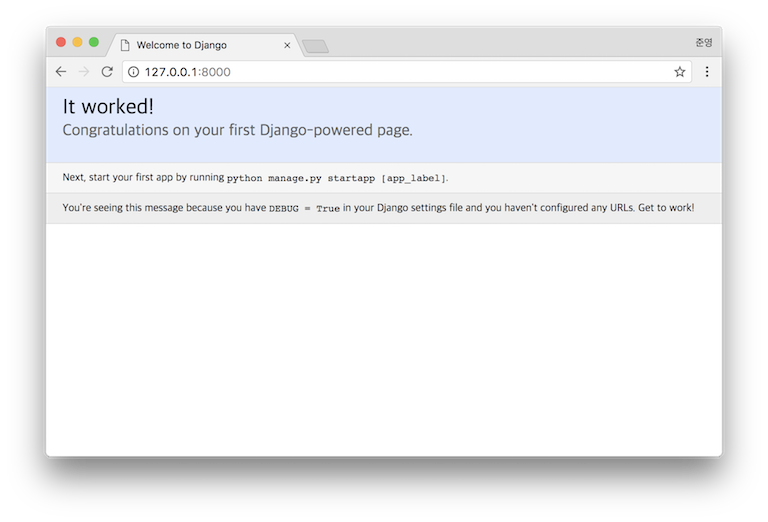 Welcome to Django
준영
127.0.0.1:8000
It worked!
Congratulations on your first Django-powered page.
Next, start your first app by running python manage.py startapp [app_label].
You're seeing this message because you have DEBUG = True in your Django settings file and you haven't configured any URLs. Get to work!